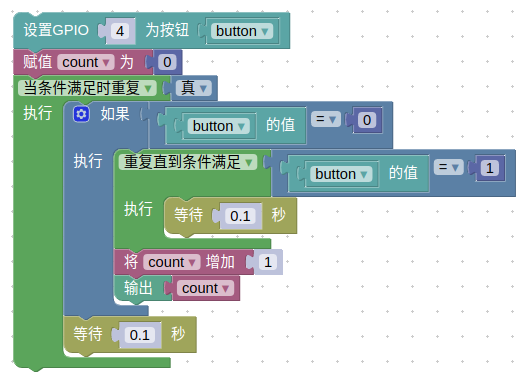 设置GPIO 4 为按钮 button
赋值 count 为 0
当条件满足时重复 真
执行 如果 button 的值 = 0
执行 重复直到条件满足 button 的值 = 1
执行 等待 0.1 秒
将 count 增加 1
输出 count
等待 0.1 秒